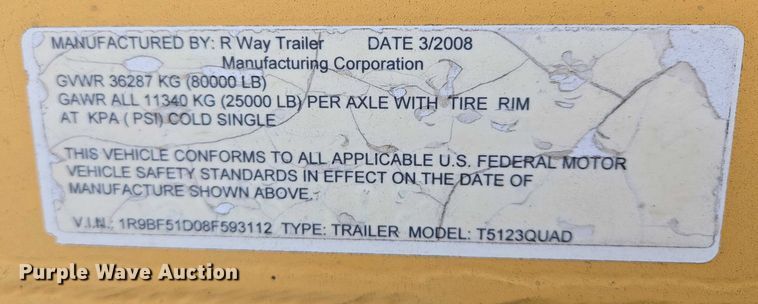 MANUFACTURED BY: R Way Trailer DATE 3/2008
Manufacturing Corporation
GVWR 36287 KG (80000 LB)
GAWR ALL 11340 KG (25000 LB) PER AXLE WITH TIRE RIM
AT KPA ( PSI) COLD SINGLE
THIS VEHICLE CONFORMS TO ALL APPLICABLE U.S. FEDERAL MOTOR
VEHICLE SAFETY STANDARDS IN EFFECT ON THE DATE OF
MANUFACTURE SHOWN ABOVE.
V.I.N.: 1R9BF51D08F593112 TYPE: TRAILER MODEL: T5123QUAD
Purple Wave Auction